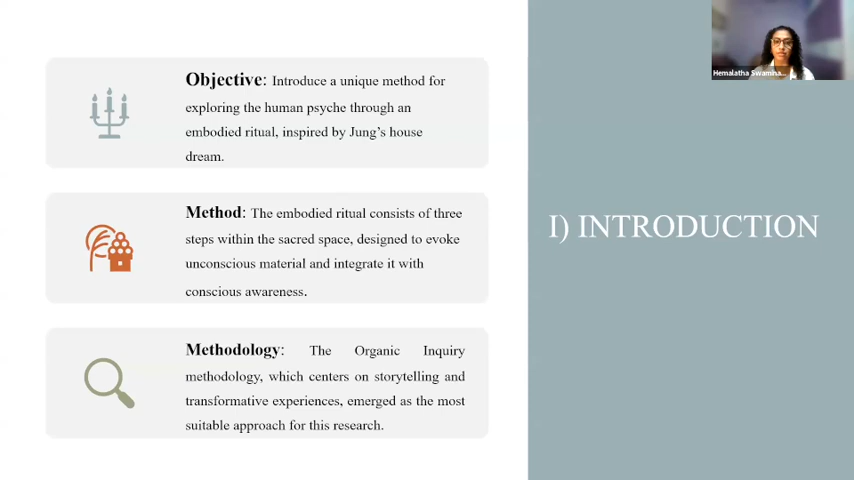 Objective: Introduce a unique method for
exploring the human psyche through an
embodied ritual, inspired by Jung's house
dream.
Method: The embodied ritual consists of three
steps within the sacred space, designed to evoke
unconscious material and integrate it with
conscious awareness.
Methodology: The Organic Inquiry
methodology, which centers on storytelling and
transformative experiences, emerged as the most
suitable approach for this research.
I) INTRODUCTION
Hemalatha Swamina...